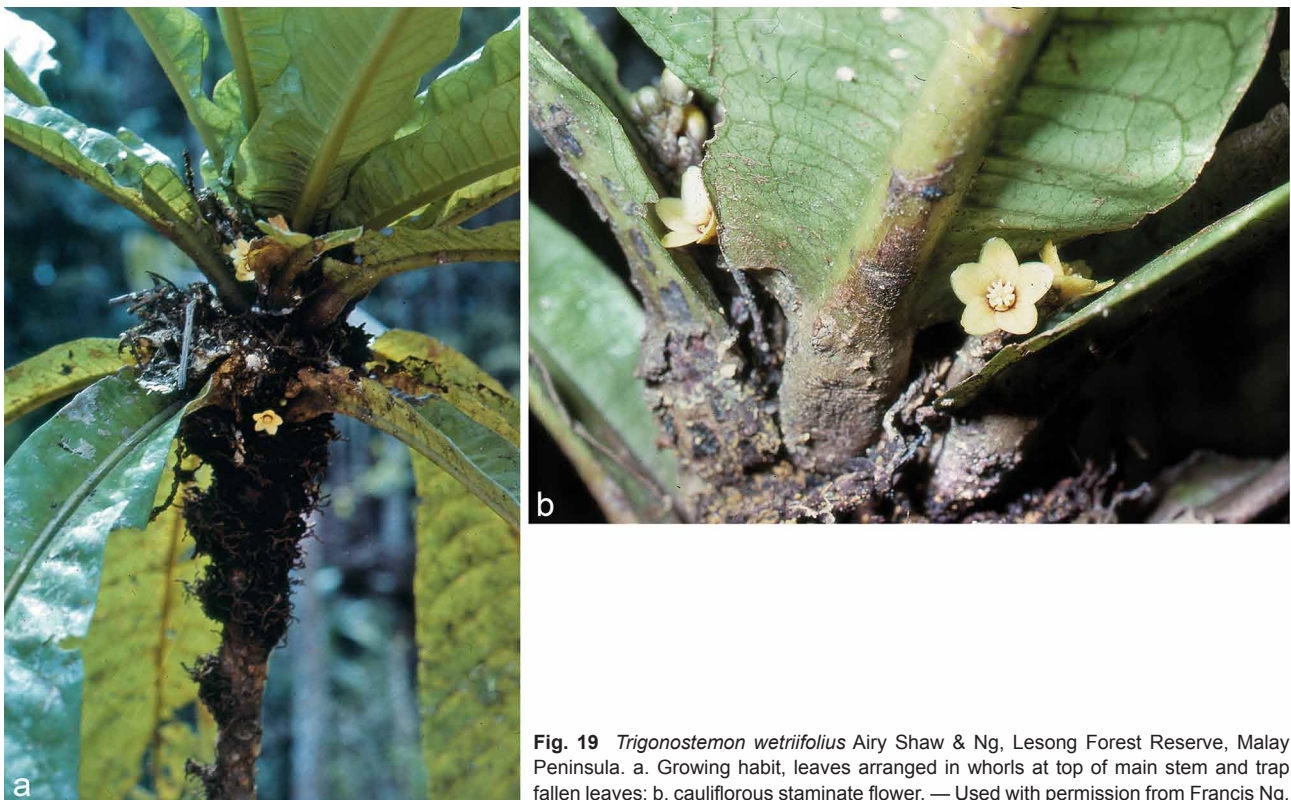 a
b
Fig. 19 Trigonostemon wetriifolius Airy Shaw & Ng, Lesong Forest Reserve, Malay
Peninsula. a. Growing habit, leaves arranged in whorls at top of main stem and trap
fallen leaves; b. cauliflorous staminate flower. — Used with permission from Francis Ng.